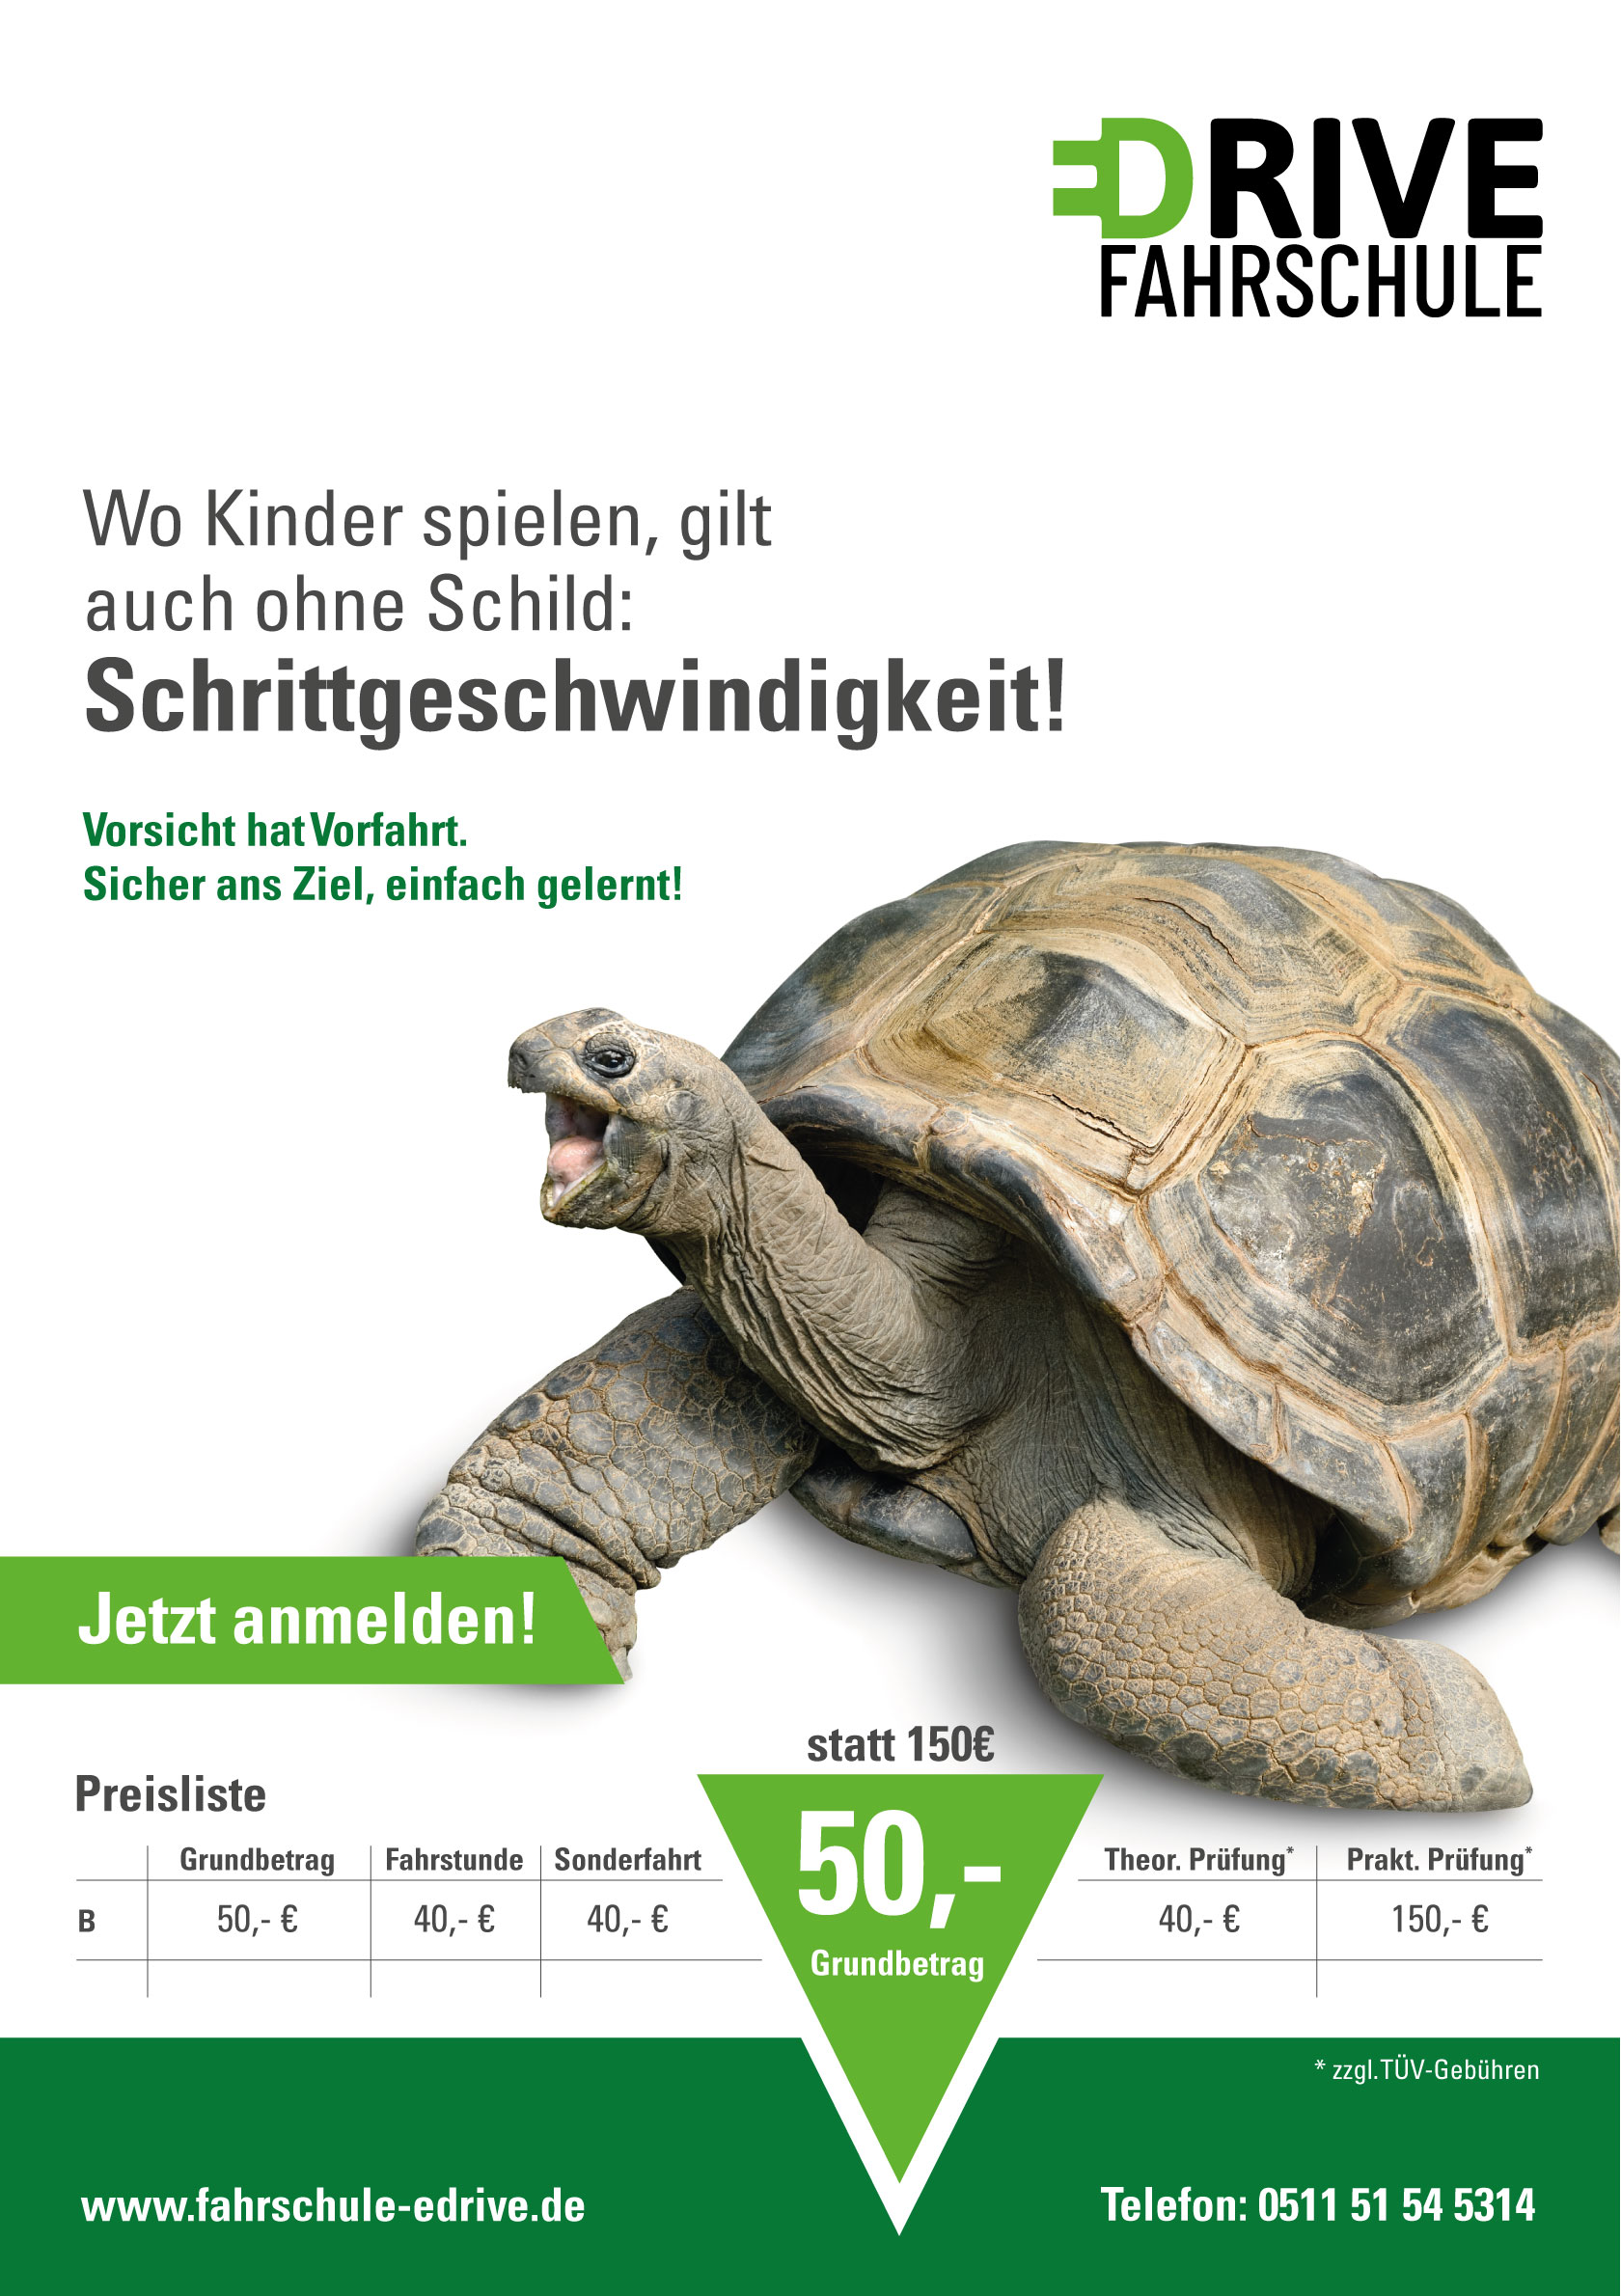 EDRIVE
FAHRSCHULE
Wo Kinder spielen, gilt
auch ohne Schild:
Schrittgeschwindigkeit!
Vorsicht hat Vorfahrt.
Sicher ans Ziel, einfach gelernt!
Jetzt anmelden!
statt 150€
50,-
Grundbetrag
Preisliste
Grundbetrag Fahrstunde Sonderfahrt Theor. Prüfung* Prakt. Prüfung*
B 50,- € 40,- € 40,- € 40,- € 150,- €
* zzgl. TÜV-Gebühren
www.fahrschule-edrive.de
Telefon: 0511 51 54 5314